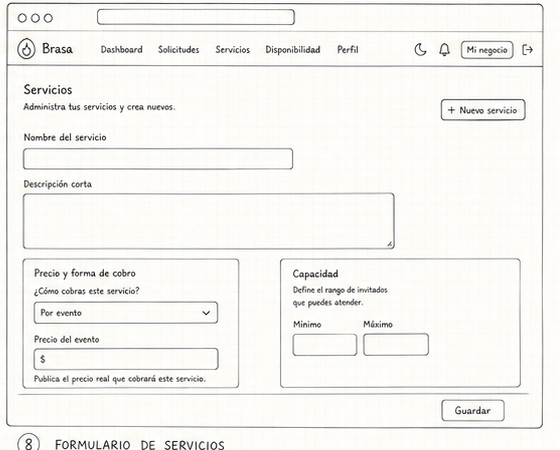 Brasa Dashboard Solicitudes Servicios Disponibilidad Perfil Mi negocio
Servicios
Administra tus servicios y crea nuevos.
+ Nuevo servicio
Nombre del servicio
Descripción corta
Precio y forma de cobro
¿Cómo cobras este servicio?
Por evento
Precio del evento
$
Publica el precio real que cobrará este servicio.
Capacidad
Define el rango de invitados
que puedes atender.
Mínimo Máximo
Guardar
8 FORMULARIO DE SERVICIOS